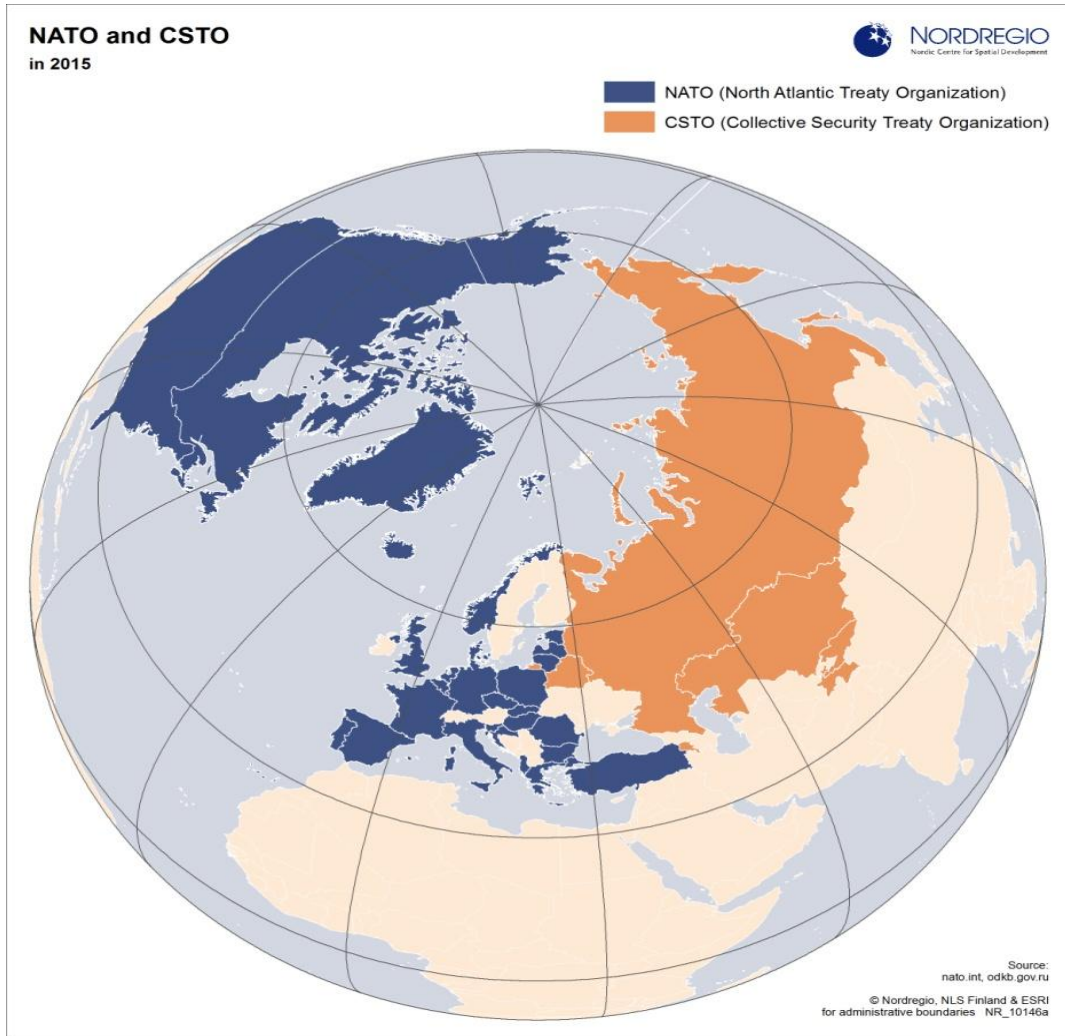 NATO and CSTO
in 2015
NORDREGIO
Nordic Centre for Spatial Development
NATO (North Atlantic Treaty Organization)
CSTO (Collective Security Treaty Organization)
Source:
nato.int, odkb.gov.ru
© Nordregio, NLS Finland & ESRI
for administrative boundaries NR_10146a